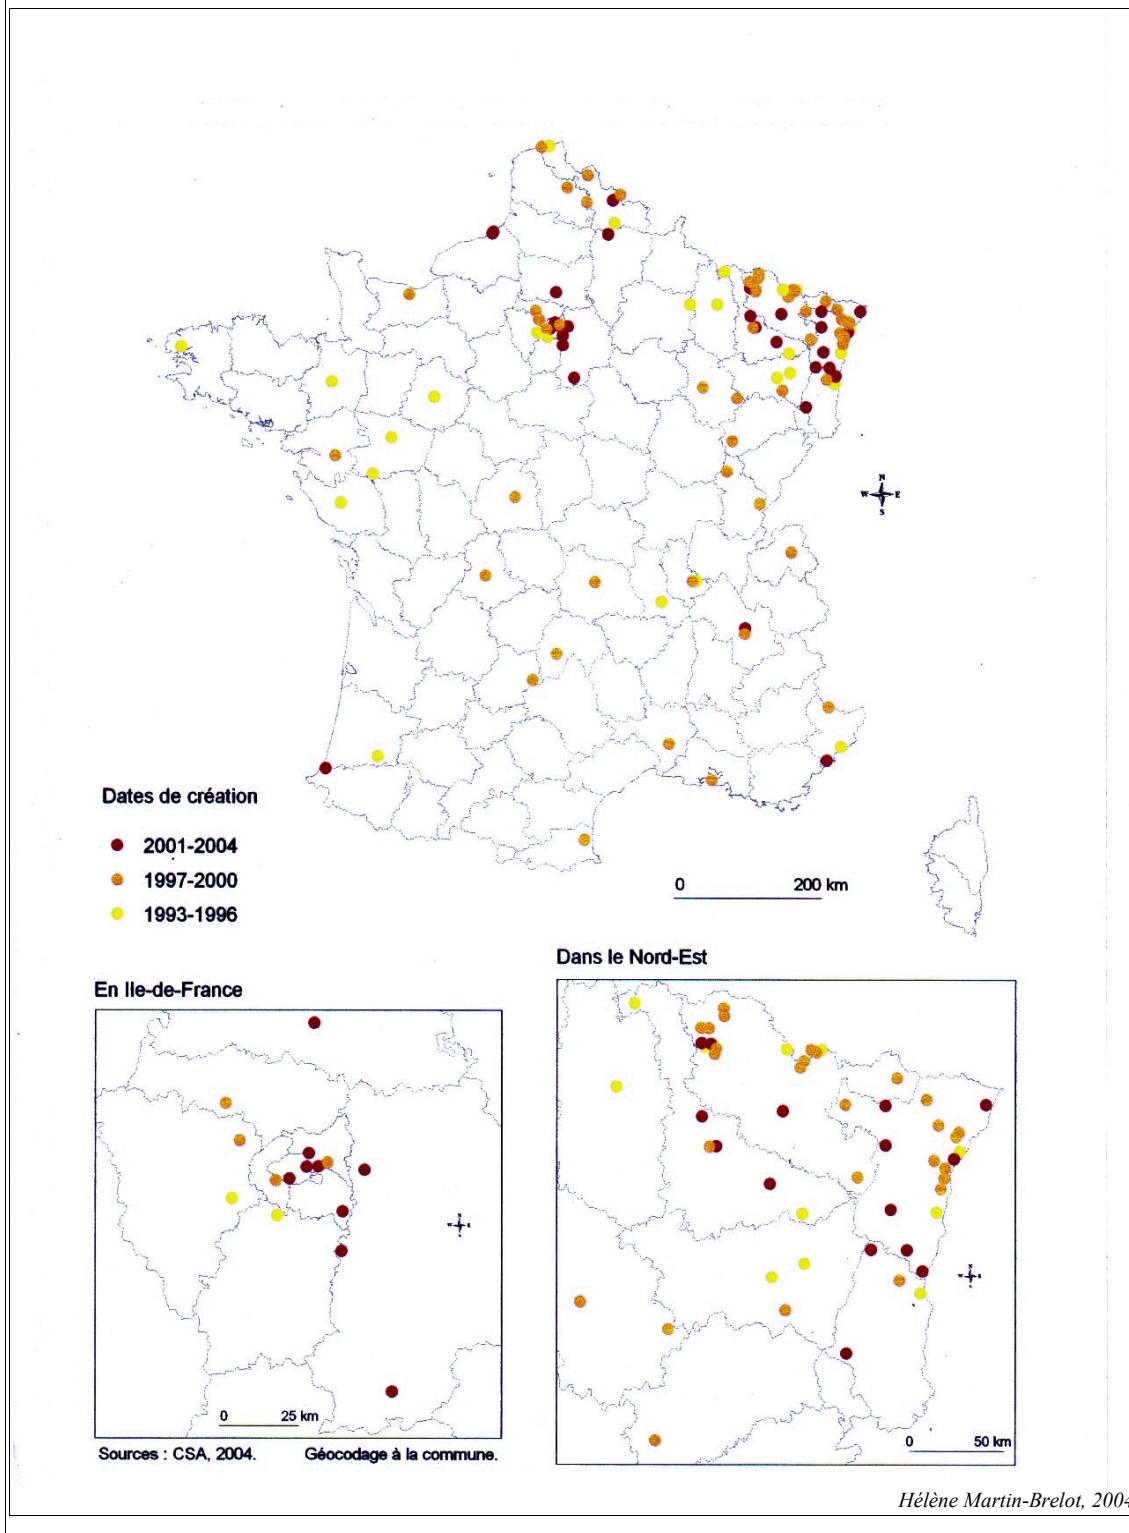 N
W E
S
Dates de création
2001-2004
1997-2000
1993-1996
0 200 km
En Ile-de-France
Dans le Nord-Est
0 25 km
0 50 km
Sources : CSA, 2004. Géocodage à la commune.
Hélène Martin-Brelot, 2004